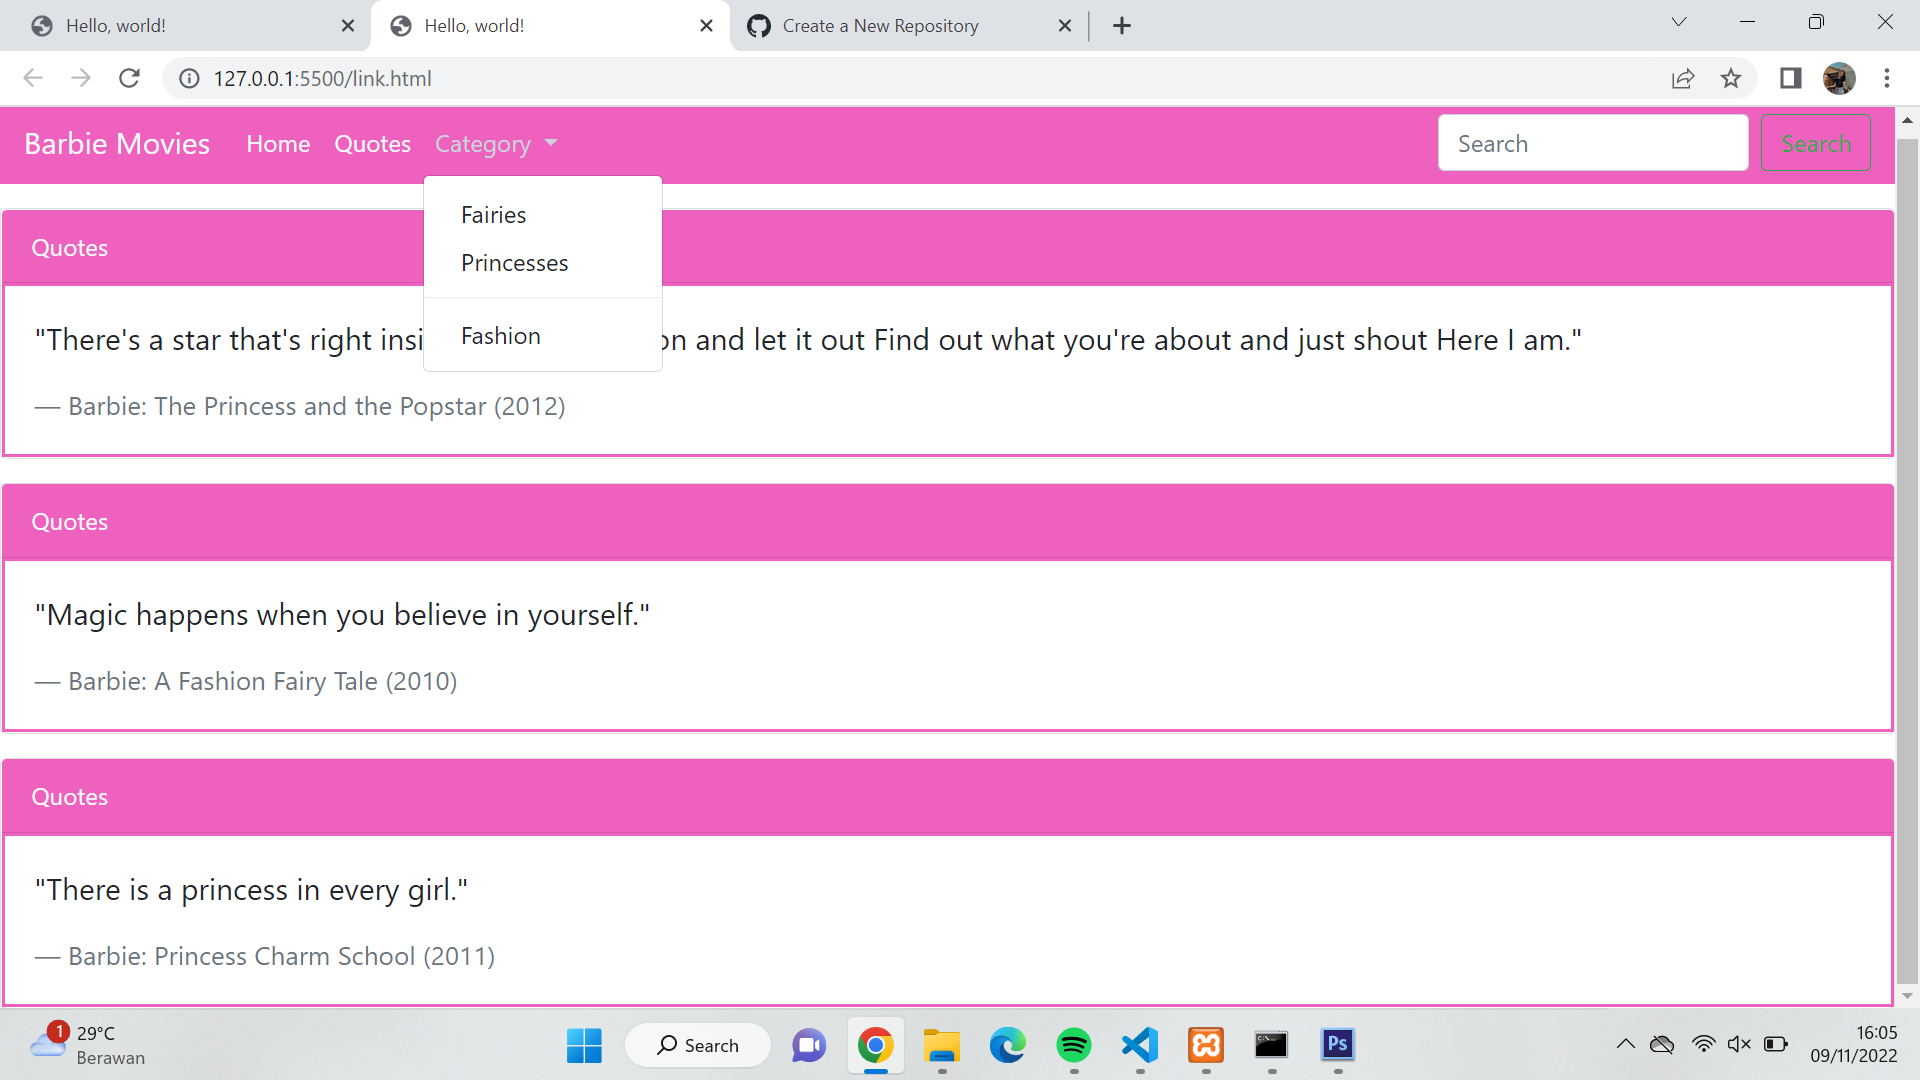 Hello, world!
Hello, world!
Create a New Repository
127.0.0.1:5500/link.html
Barbie Movies Home Quotes Category Search Search
Fairies
Princesses
Fashion
Quotes
"There's a star that's right insi on and let it out Find out what you're about and just shout Here I am."
— Barbie: The Princess and the Popstar (2012)
Quotes
"Magic happens when you believe in yourself."
— Barbie: A Fashion Fairy Tale (2010)
Quotes
"There is a princess in every girl."
— Barbie: Princess Charm School (2011)
1
29°C
Berawan
Search
Ps
16:05
09/11/2022